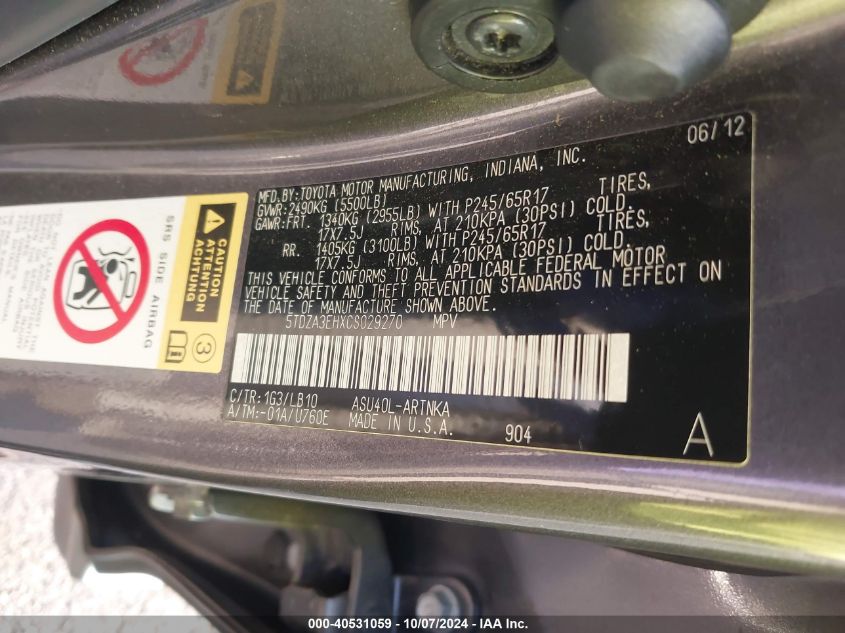 06/12
MFD.BY:TOYOTA MOTOR MANUFACTURING, INDIANA, INC.
GVWR:2490KG (5500LB)
GAWR:FRT. 1340KG (2955LB) WITH P245/65R17 TIRES,
17X7.5J RIMS, AT 210KPA (30PSI) COLD.
RR. 1405KG (3100LB) WITH P245/65R17 TIRES,
17X7.5J RIMS, AT 210KPA (30PSI) COLD.
THIS VEHICLE CONFORMS TO ALL APPLICABLE FEDERAL MOTOR
VEHICLE SAFETY AND THEFT PREVENTION STANDARDS IN EFFECT ON
THE DATE OF MANUFACTURE SHOWN ABOVE.
5TDZA3EHXCS029270 MPV
C/TR:1G3/LB10 ASU40L-ARTNKA
A/TM:-01A/U760E MADE IN U.S.A.
904
A
CAUTION
ATTENTION
ACHTUNG
3
SRS SIDE AIRBAG
000-40531059 - 10/07/2024 - IAA Inc.